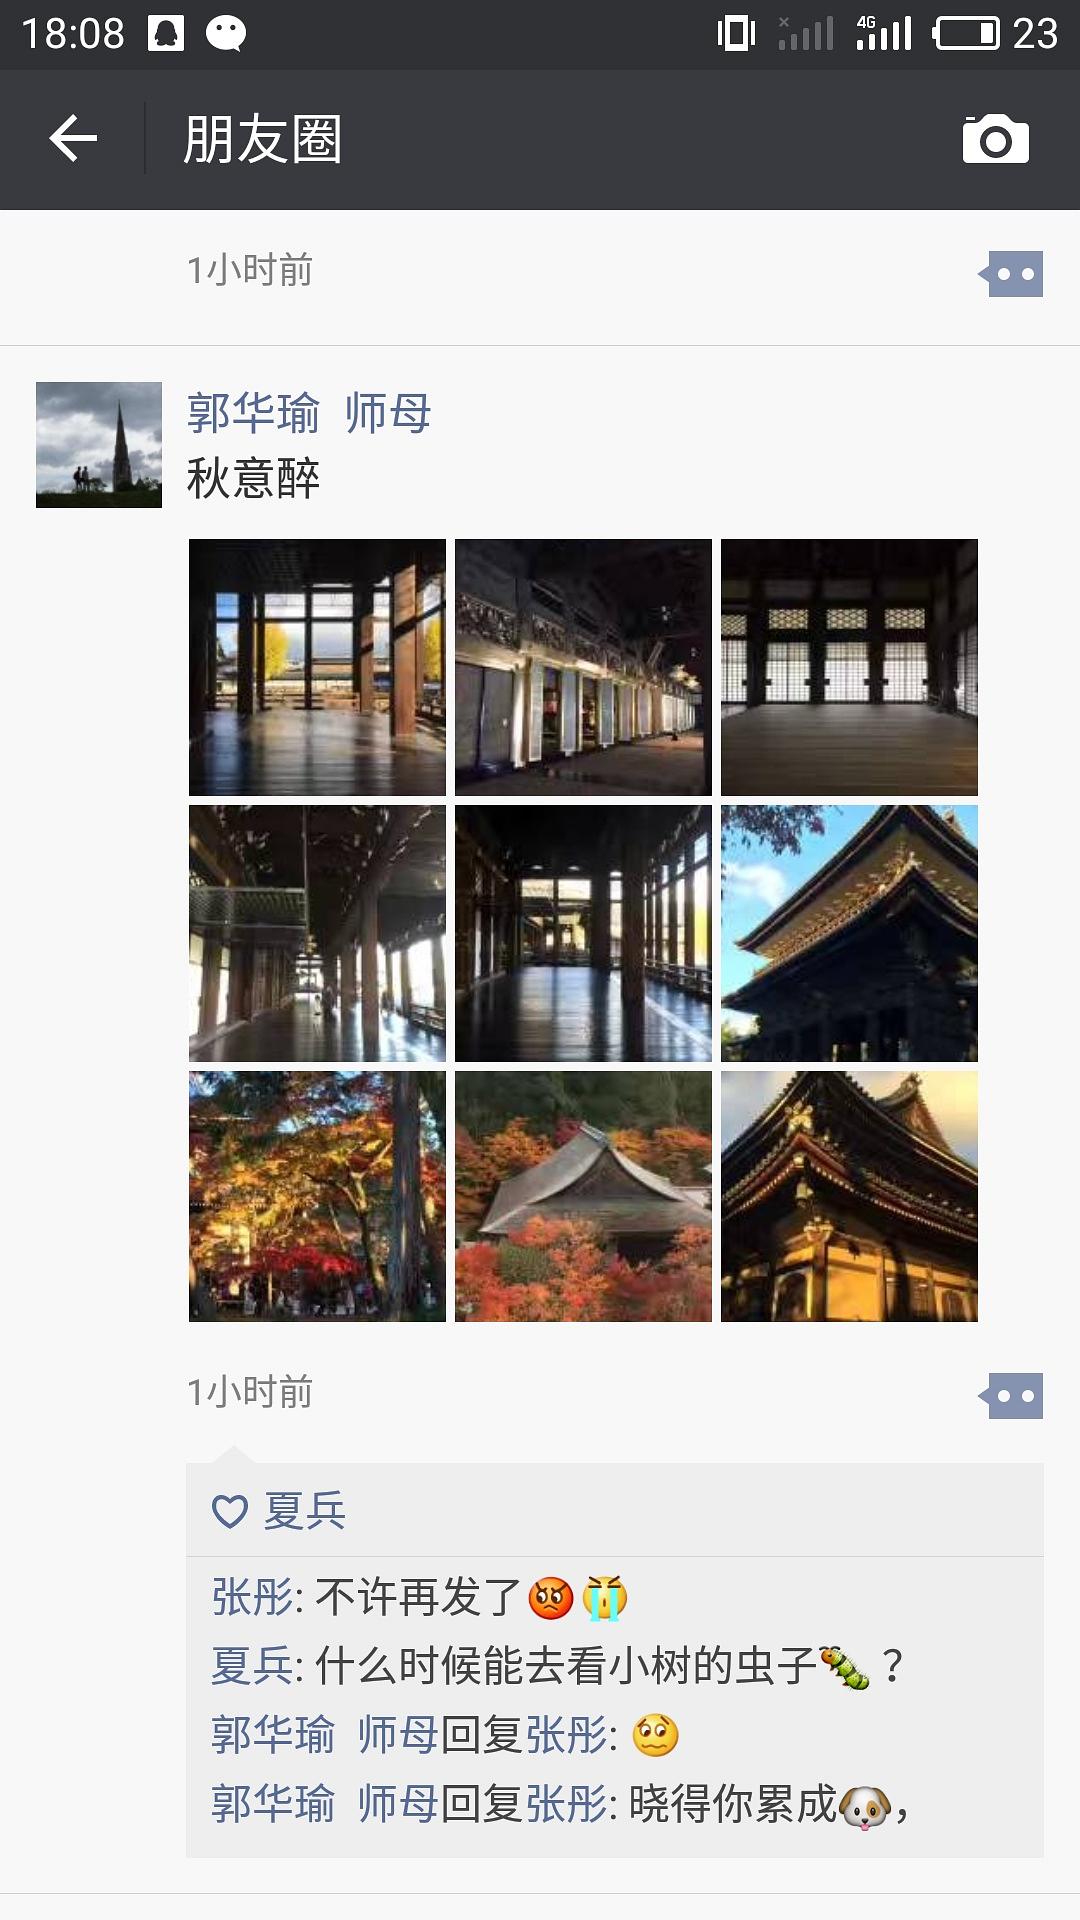 18:08 4G 23
朋友圈
1小时前
郭华瑜 师母
秋意醉
1小时前
夏兵
张彤: 不许再发了😡😭
夏兵: 什么时候能去看小树的虫子🐛？
郭华瑜 师母回复张彤: 😖
郭华瑜 师母回复张彤: 晓得你累成🐶，